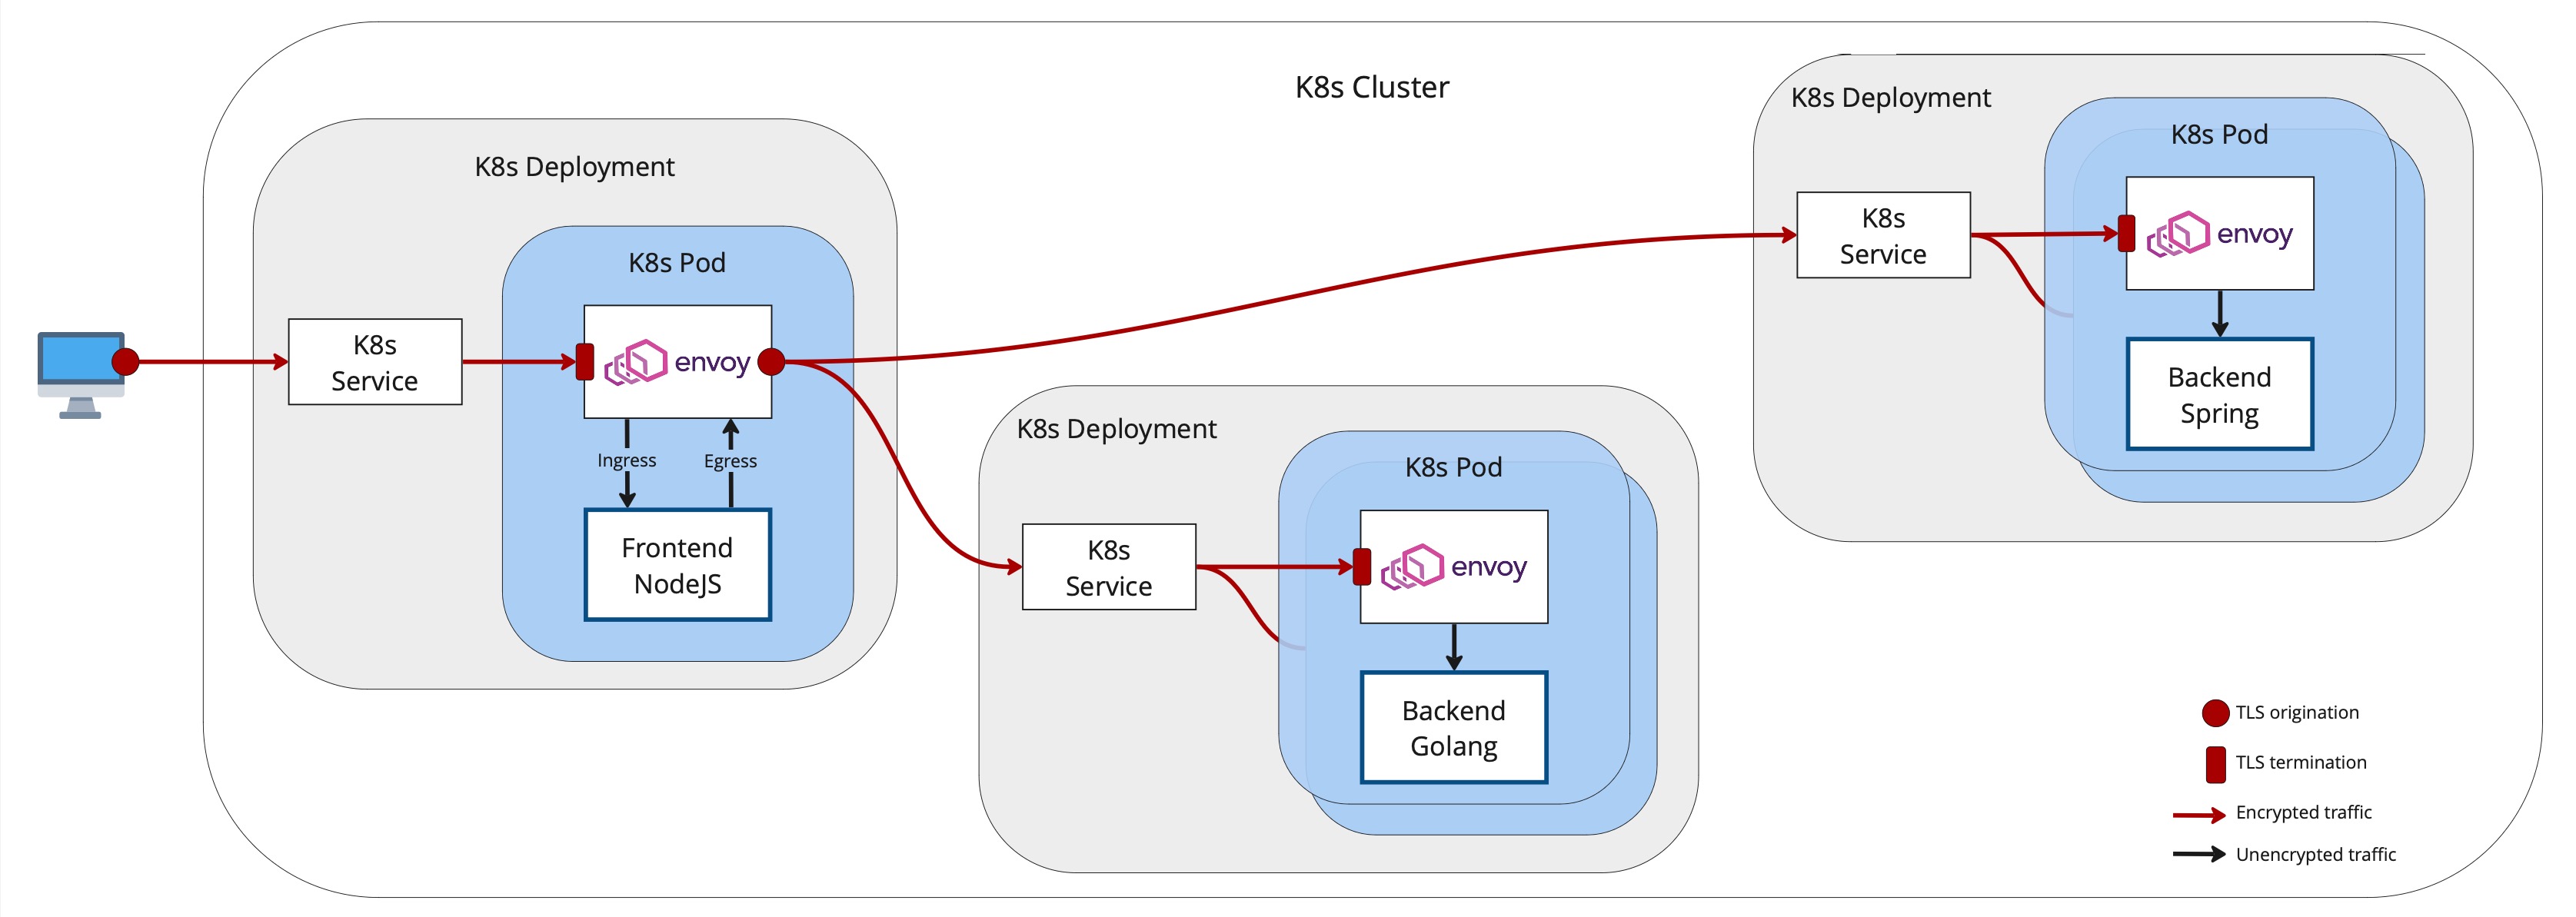 K8s Cluster
K8s Deployment
K8s Pod
K8s
Service
envoy
Ingress
Egress
Frontend
NodeJS
K8s Deployment
K8s Pod
K8s
Service
envoy
Backend
Golang
K8s Deployment
K8s Pod
K8s
Service
envoy
Backend
Spring
TLS origination
TLS termination
Encrypted traffic
Unencrypted traffic